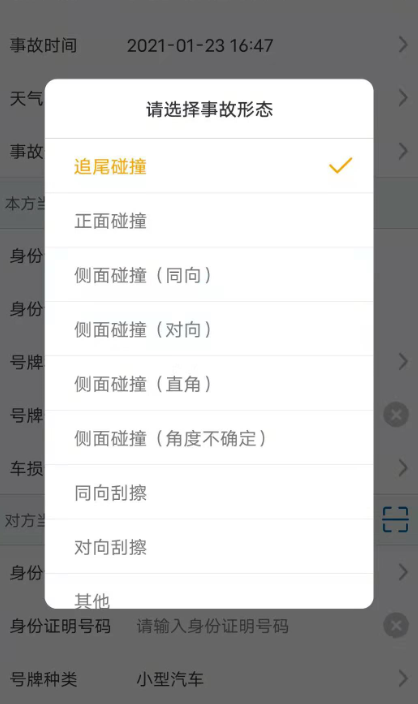 事故时间 2021-01-23 16:47
天气
请选择事故形态
事故
追尾碰撞
本方当
正面碰撞
身份
侧面碰撞（同向）
身份
侧面碰撞（对向）
号牌
侧面碰撞（直角）
号牌
侧面碰撞（角度不确定）
车损
同向刮擦
对方当
对向刮擦
身份
其他
身份证明号码 请输入身份证明号码
号牌种类 小型汽车